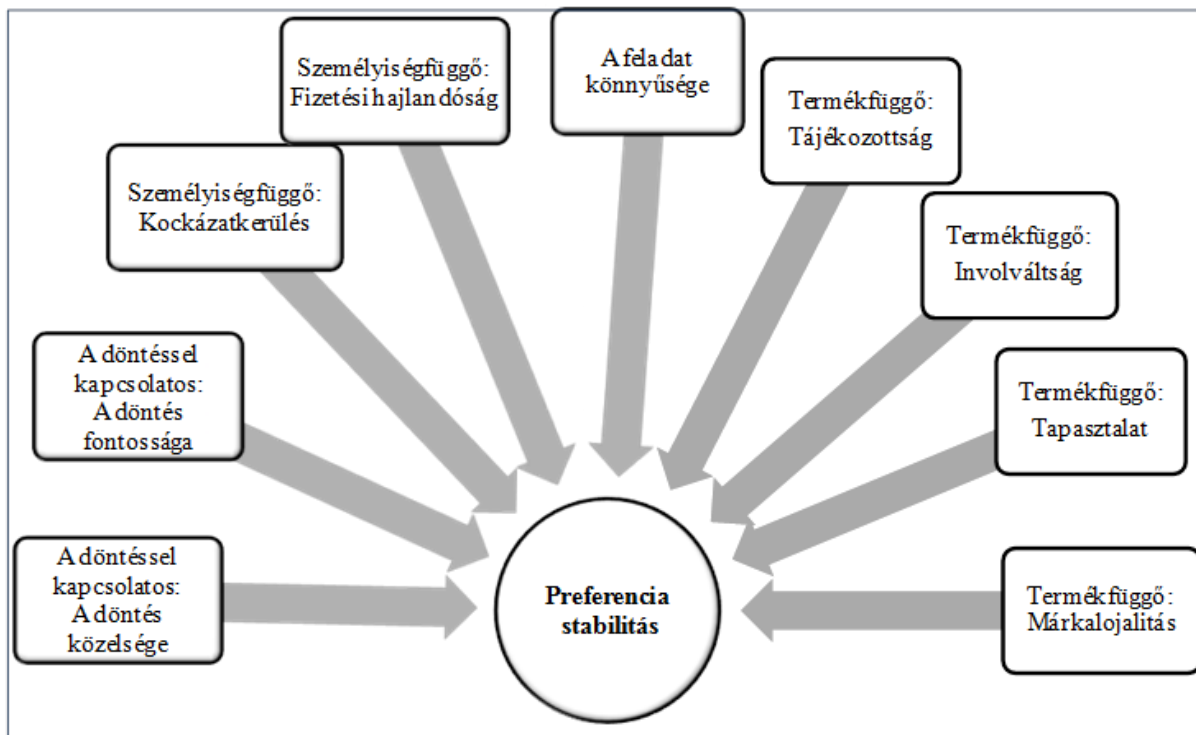 Személyiségfüggő:
Fizetési hajlandóság
A feladat
könnyűsége
Termékfüggő:
Tájékozottság
Személyiségfüggő:
Kockázatkerülés
Termékfüggő:
Involváltság
A döntéssel
kapcsolatos:
A döntés
fontossága
Termékfüggő:
Tapasztalat
A döntéssel
kapcsolatos:
A döntés
közelsége
Preferencia
stabilitás
Termékfüggő:
Márkalojalitás